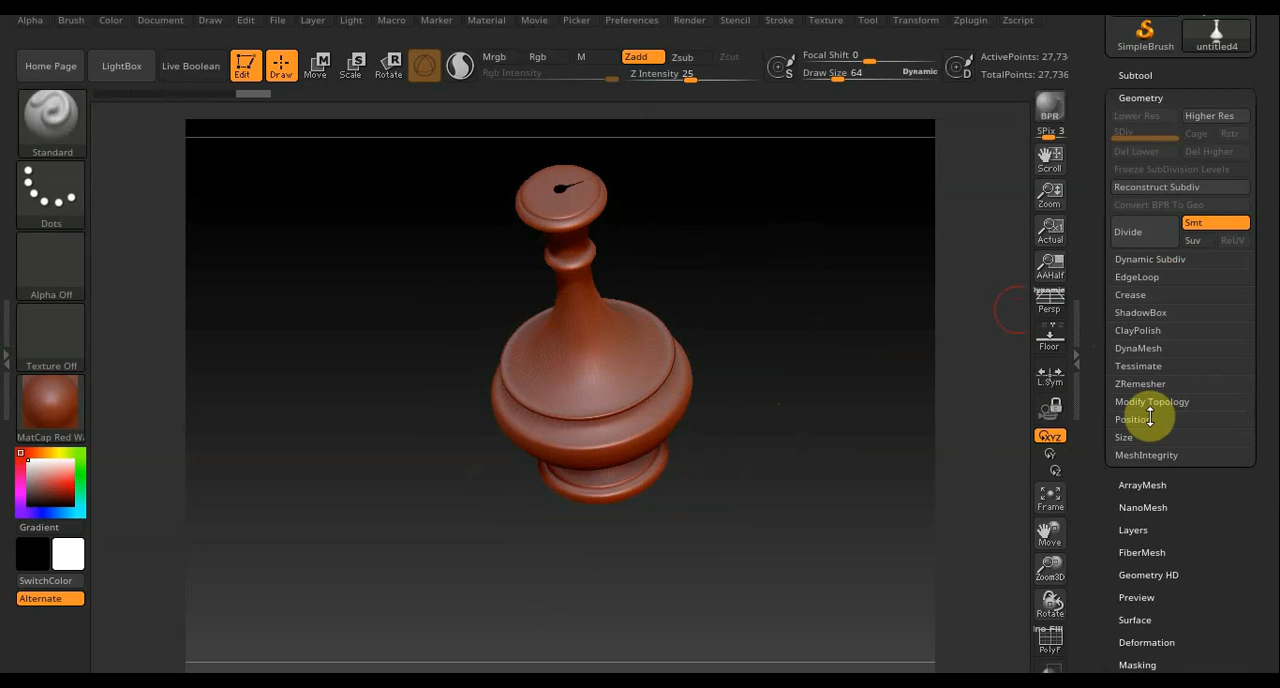 Alpha Brush Color Document Draw Edit File Layer Light Macro Marker Material Movie Picker Preferences Render Stencil Stroke Texture Tool Transform Zplugin Zscript
Home Page
LightBox
Live Boolean
Edit
Draw
Move
Scale
Rotate
Mrgb Rgb M
Rgb Intensity
Zadd Zsub Zcut
Z Intensity 25
S
Focal Shift 0
Draw Size 64 Dynamic
D
ActivePoints: 27,73
TotalPoints: 27,736
SimpleBrush
untitled4
Standard
Dots
Alpha Off
Texture Off
MatCap Red W
Gradient
SwitchColor
Alternate
BPR
SPix 3
Scroll
Zoom
Actual
AAHalf
Dynamic
Persp
Floor
L.Sym
XYZ
Y
Z
Frame
Move
Zoom3D
Rotate
Line Fill
PolyF
Subtool
Geometry
Lower Res Higher Res
SDiv Cage Rstr
Del Lower Del Higher
Freeze SubDivision Levels
Reconstruct Subdiv
Convert BPR To Geo
Divide
Smt
Suv ReUV
Dynamic Subdiv
EdgeLoop
Crease
ShadowBox
ClayPolish
DynaMesh
Tessimate
ZRemesher
Modify Topology
Position
Size
MeshIntegrity
ArrayMesh
NanoMesh
Layers
FiberMesh
Geometry HD
Preview
Surface
Deformation
Masking